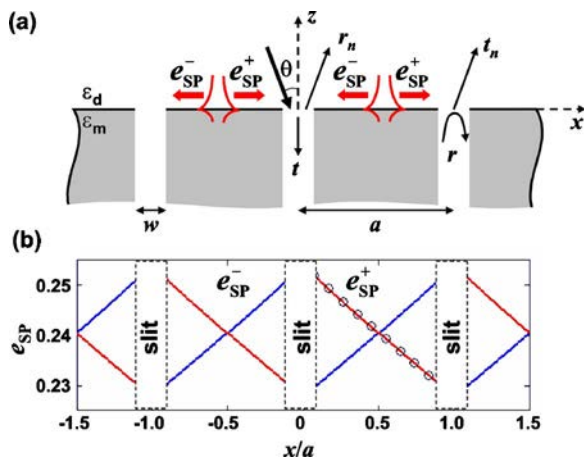 (a)
z
rₙ
tₙ
e⁻SP e⁺SP θ e⁻SP e⁺SP
εd
x
εm
t
r
w
a
(b)
0.25
0.24
0.23
eSP
e⁻SP
e⁺SP
slit
slit
slit
-1.5 -1.0 -0.5 0 0.5 1.0 1.5
x/a